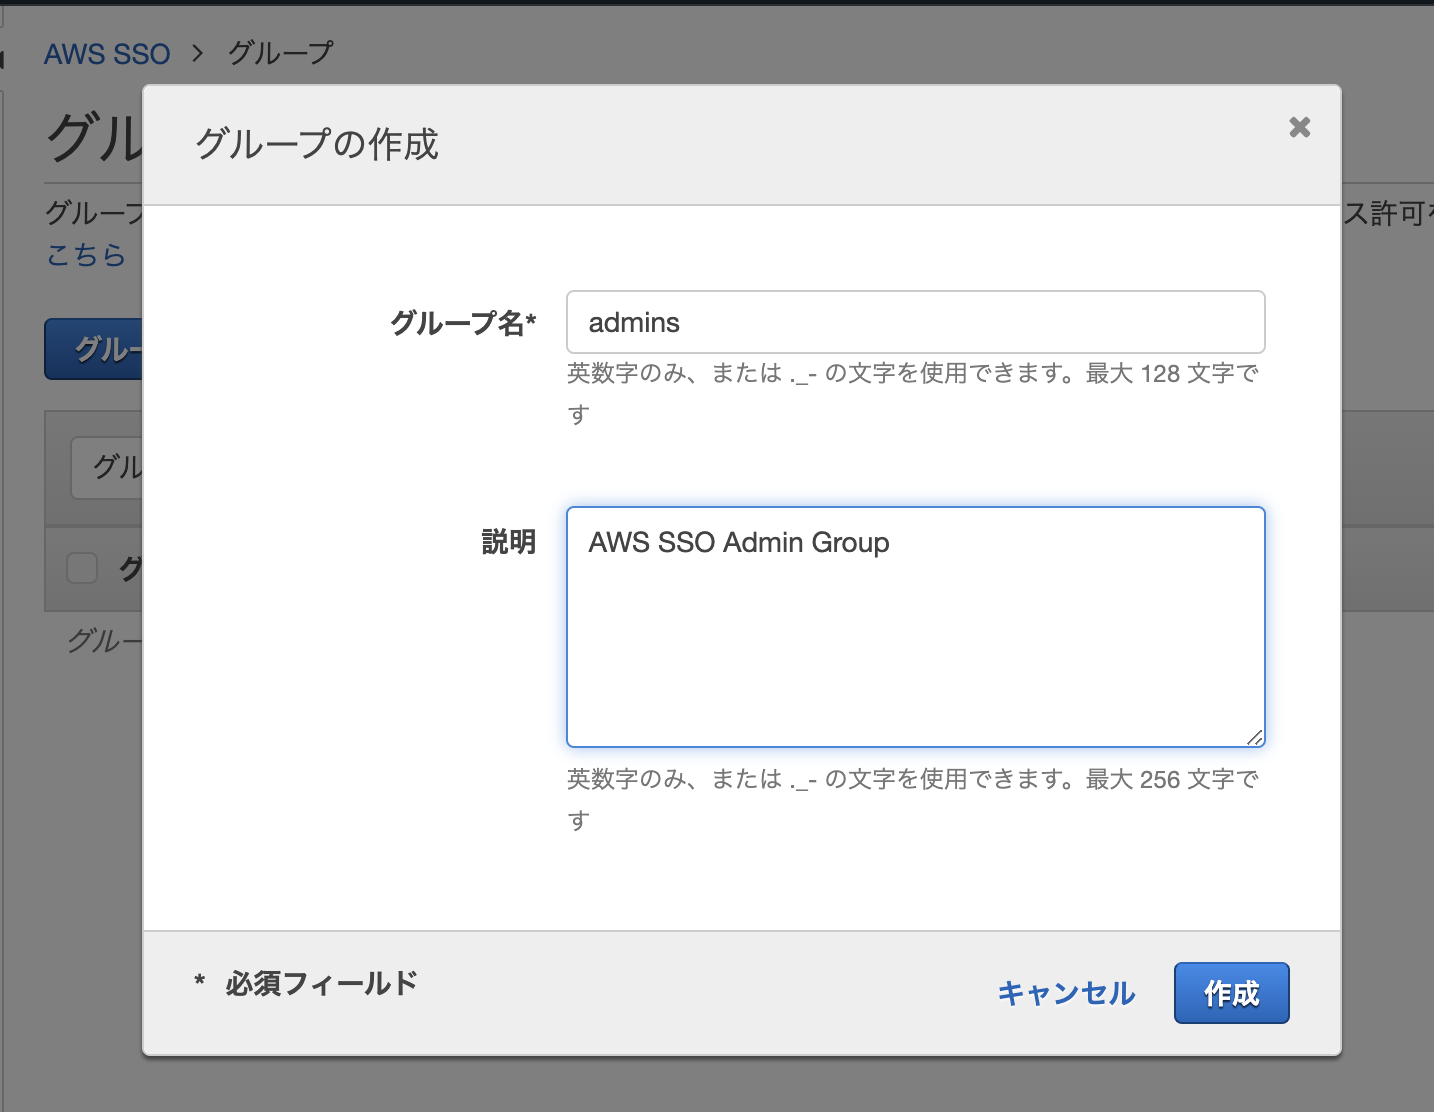 AWS SSO > グループ
グル
グループ
ス許可
こちら
グルー
グル
グ
グルー
グループの作成
グループ名*
admins
英数字のみ、または ._- の文字を使用できます。最大 128 文字で
す
説明
AWS SSO Admin Group
英数字のみ、または ._- の文字を使用できます。最大 256 文字で
す
* 必須フィールド
キャンセル
作成